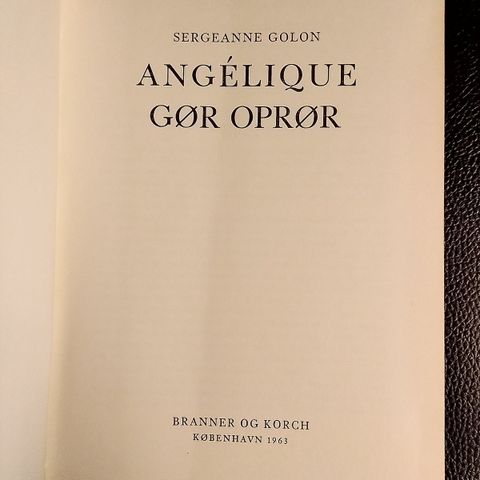 SERGEANNE GOLON
ANGÉLIQUE
GØR OPRØR
BRANNER OG KORCH
KØBENHAVN 1963